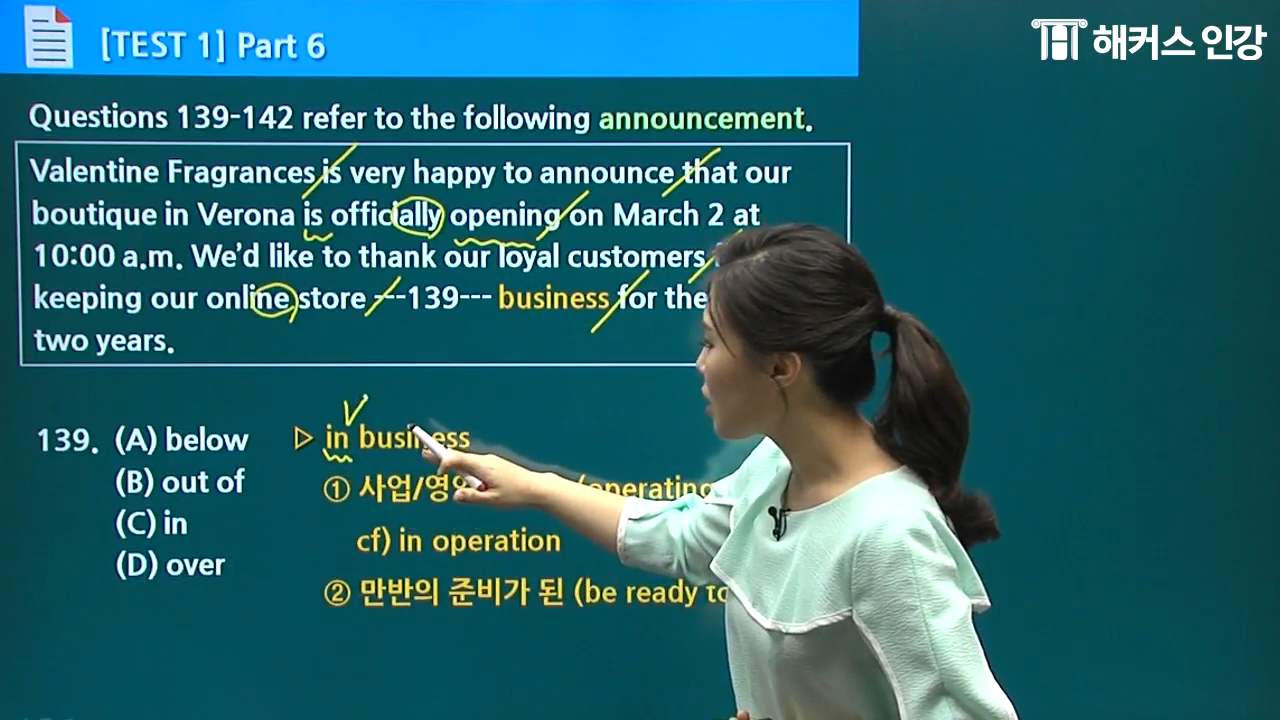 [TEST 1] Part 6
해커스 인강
Questions 139-142 refer to the following announcement.
Valentine Fragrances is very happy to announce that our
boutique in Verona is officially opening on March 2 at
10:00 a.m. We'd like to thank our loyal customers
keeping our online store ---139--- business for the
two years.
139. (A) below
(B) out of
(C) in
(D) over
▷ in business
① 사업/영업 (operating
cf) in operation
② 만반의 준비가 된 (be ready to